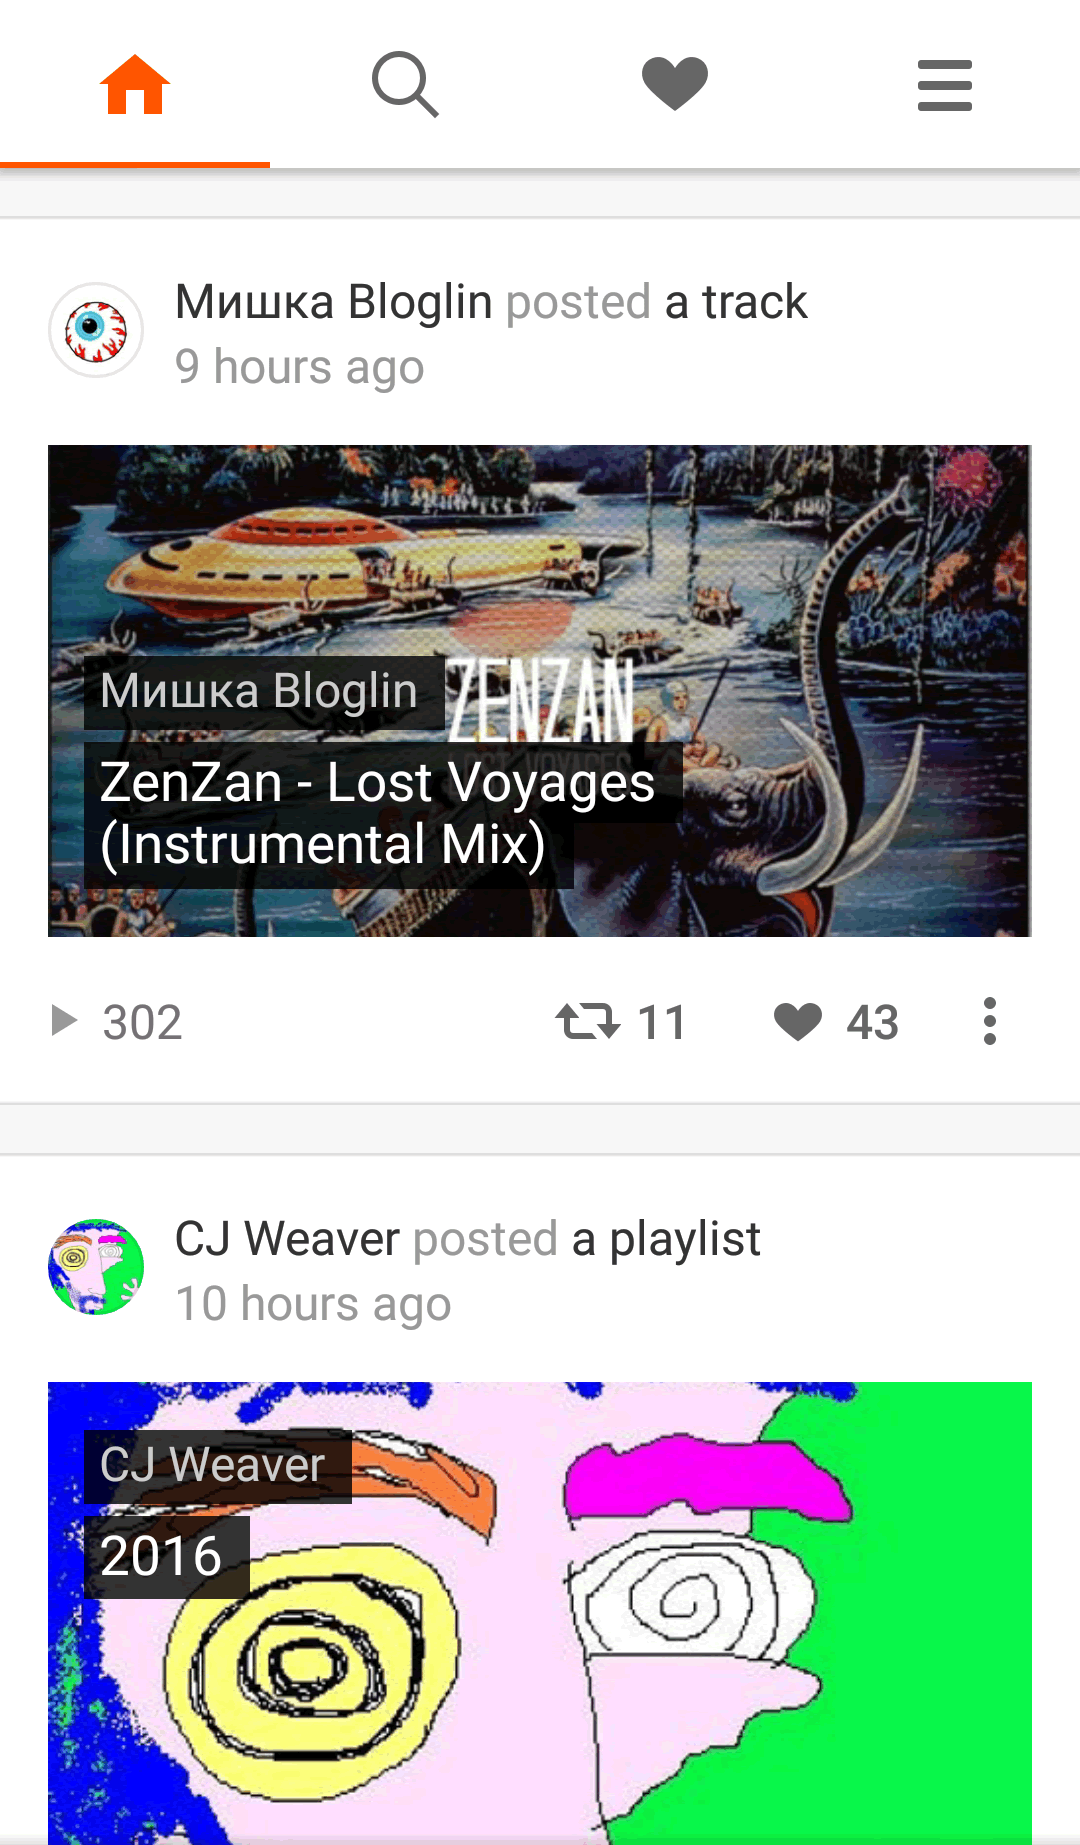 Мишка Bloglin posted a track
9 hours ago
ZENZAN
Мишка Bloglin
ZenZan - Lost Voyages
(Instrumental Mix)
302
11
43
CJ Weaver posted a playlist
10 hours ago
CJ Weaver
2016